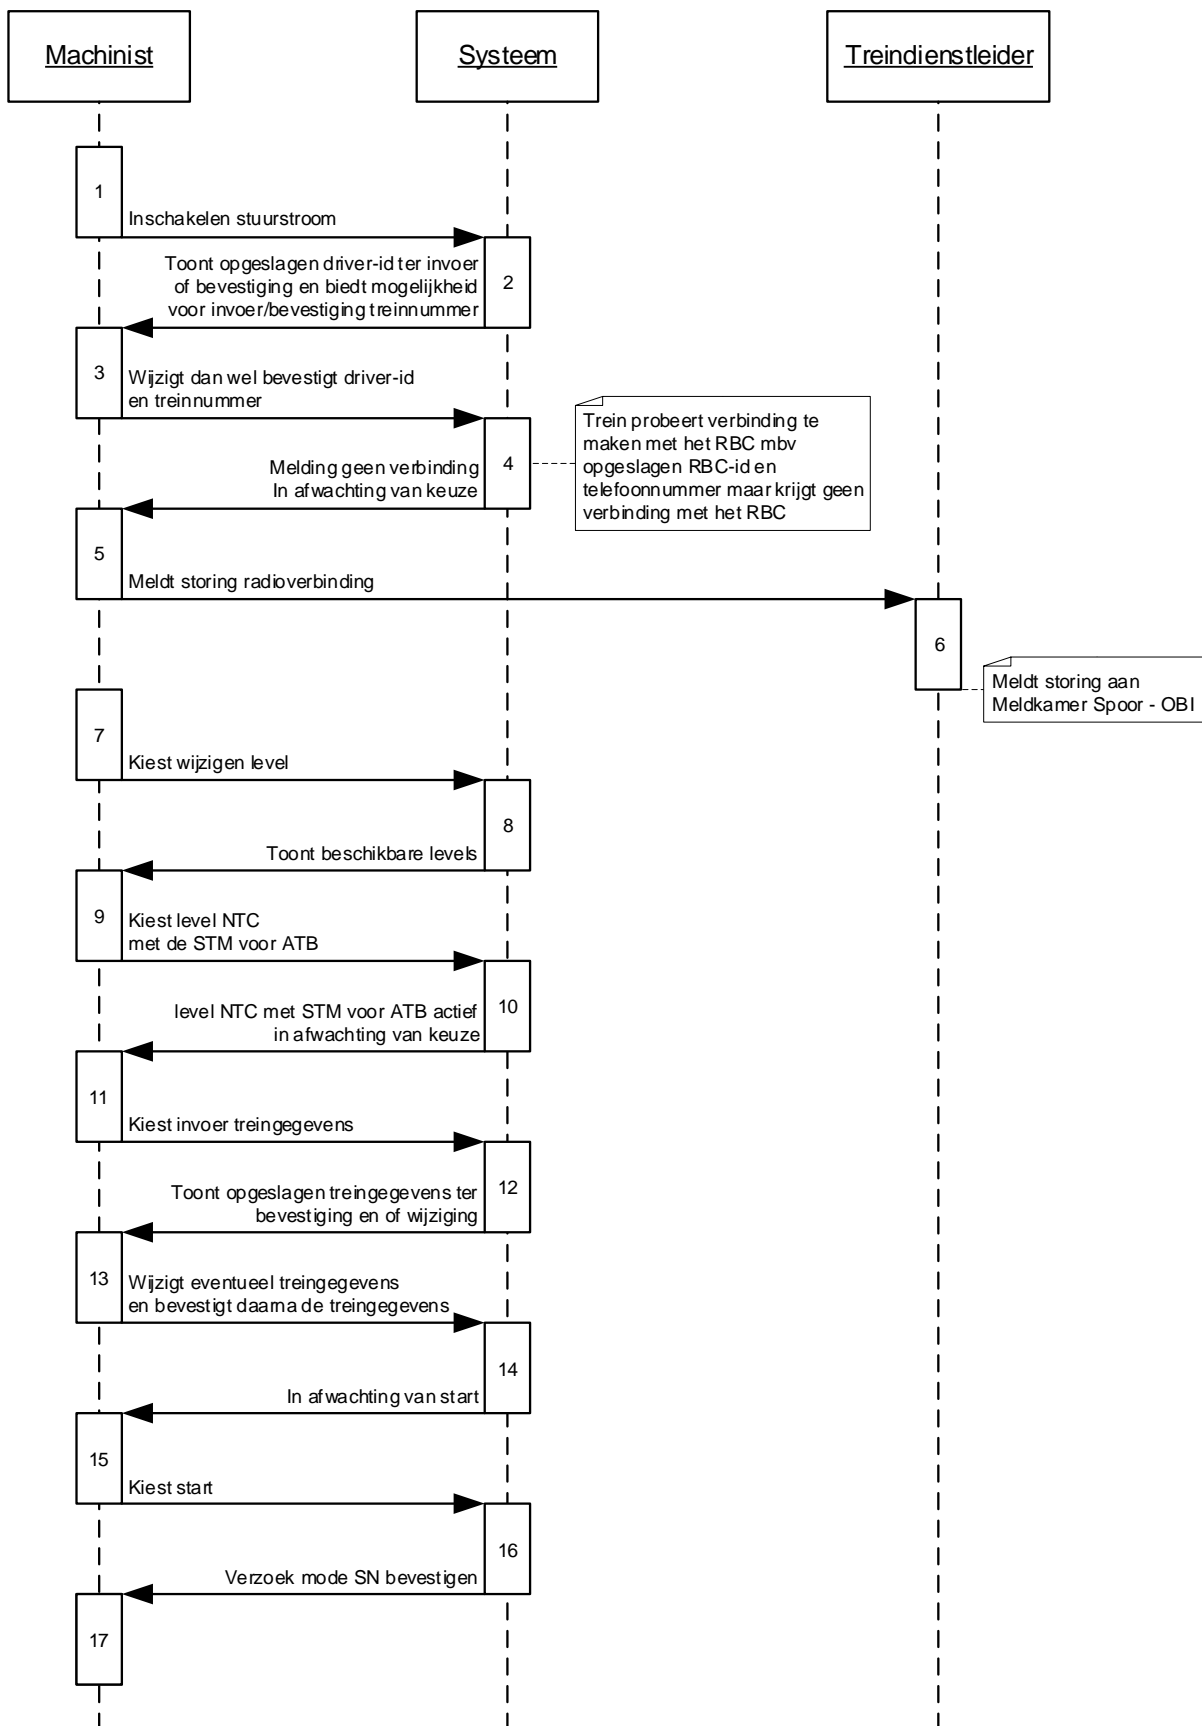 Machinist
Systeem
Treindienstleider
1
Inschakelen stuurstroom
Toont opgeslagen driver-id ter invoer
of bevestiging en biedt mogelijkheid
voor invoer/bevestiging treinnummer
2
3
Wijzigt dan wel bevestigt driver-id
en treinnummer
Melding geen verbinding
In afwachting van keuze
4
Trein probeert verbinding te
maken met het RBC mbv
opgeslagen RBC-id en
telefoonnummer maar krijgt geen
verbinding met het RBC
5
Meldt storing radioverbinding
6
Meldt storing aan
Meldkamer Spoor - OBI
7
Kiest wijzigen level
8
Toont beschikbare levels
9
Kiest level NTC
met de STM voor ATB
10
level NTC met STM voor ATB actief
in afwachting van keuze
11
Kiest invoer treingegevens
12
Toont opgeslagen treingegevens ter
bevestiging en of wijziging
13
Wijzigt eventueel treingegevens
en bevestigt daarna de treingegevens
14
In afwachting van start
15
Kiest start
16
Verzoek mode SN bevestigen
17